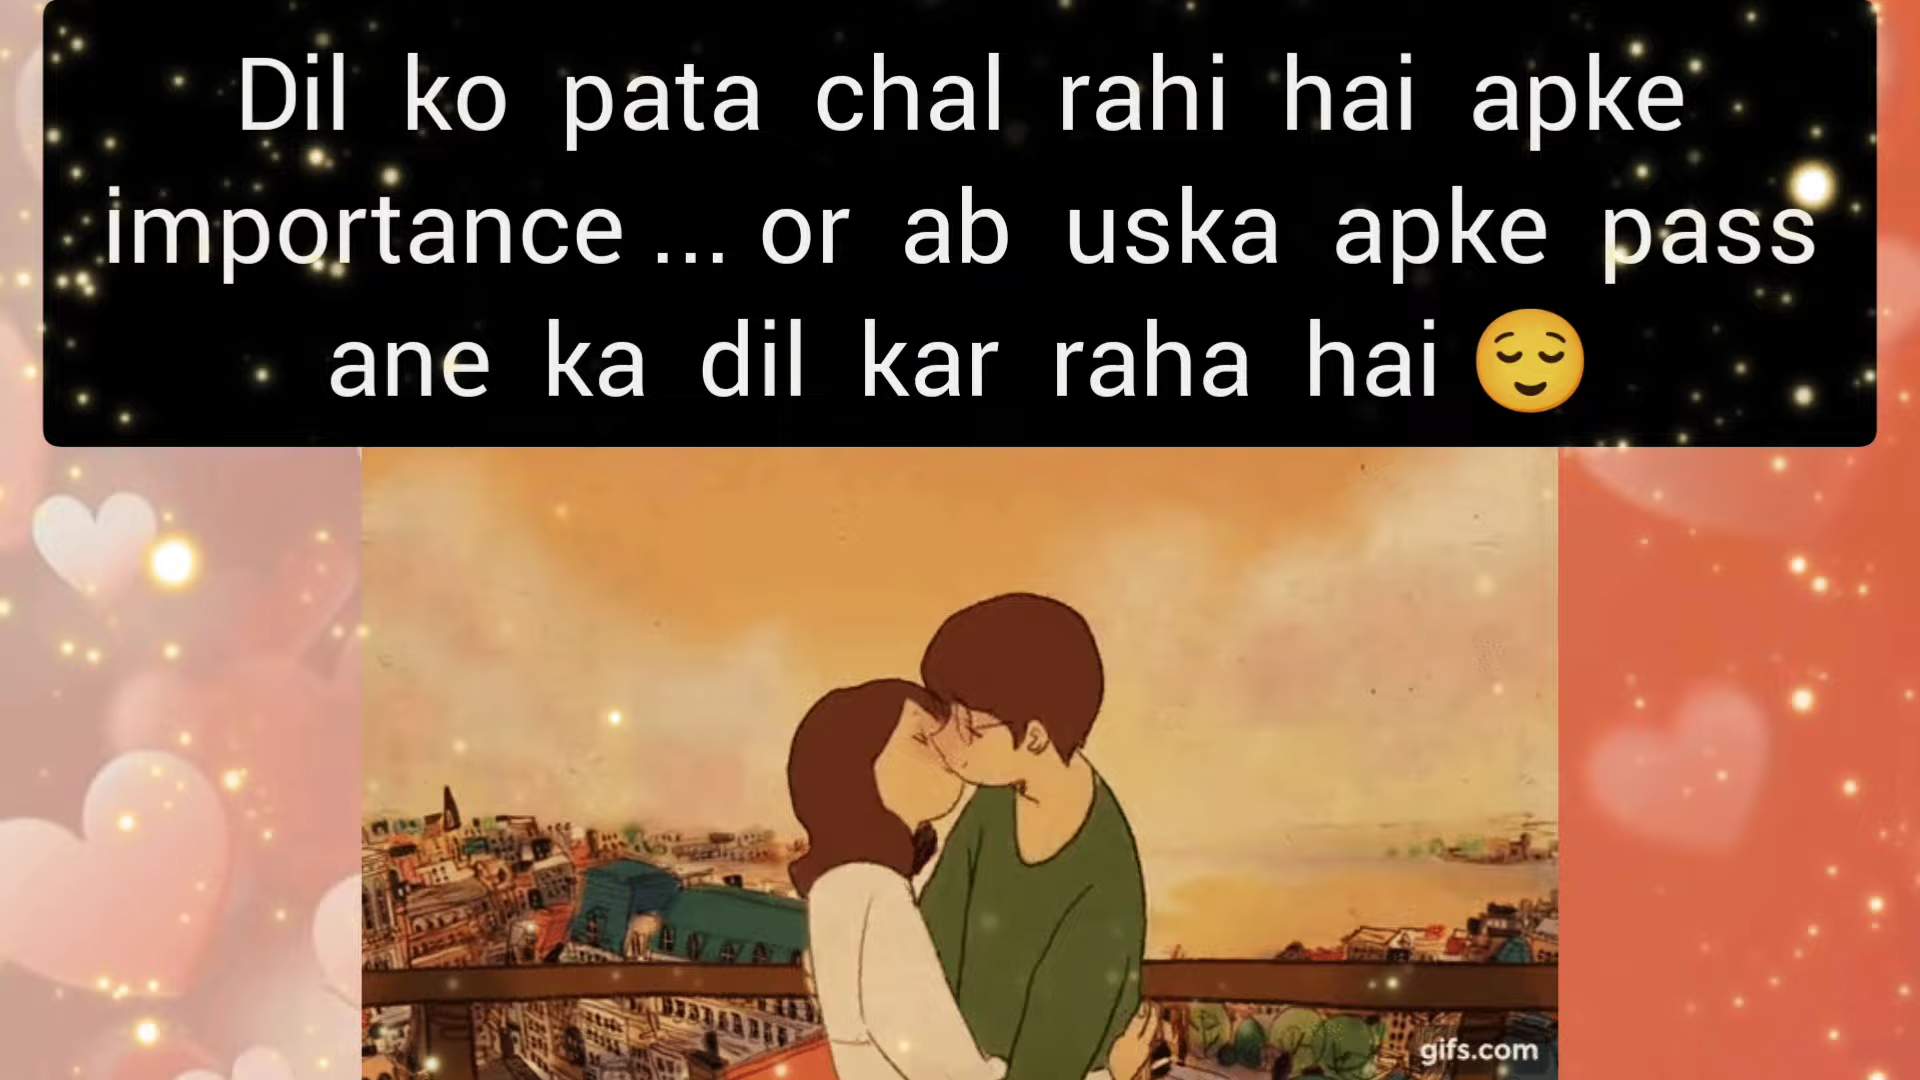 Dil ko pata chal rahi hai apke
importance ... or ab uska apke pass
ane ka dil kar raha hai 😌
gifs.com